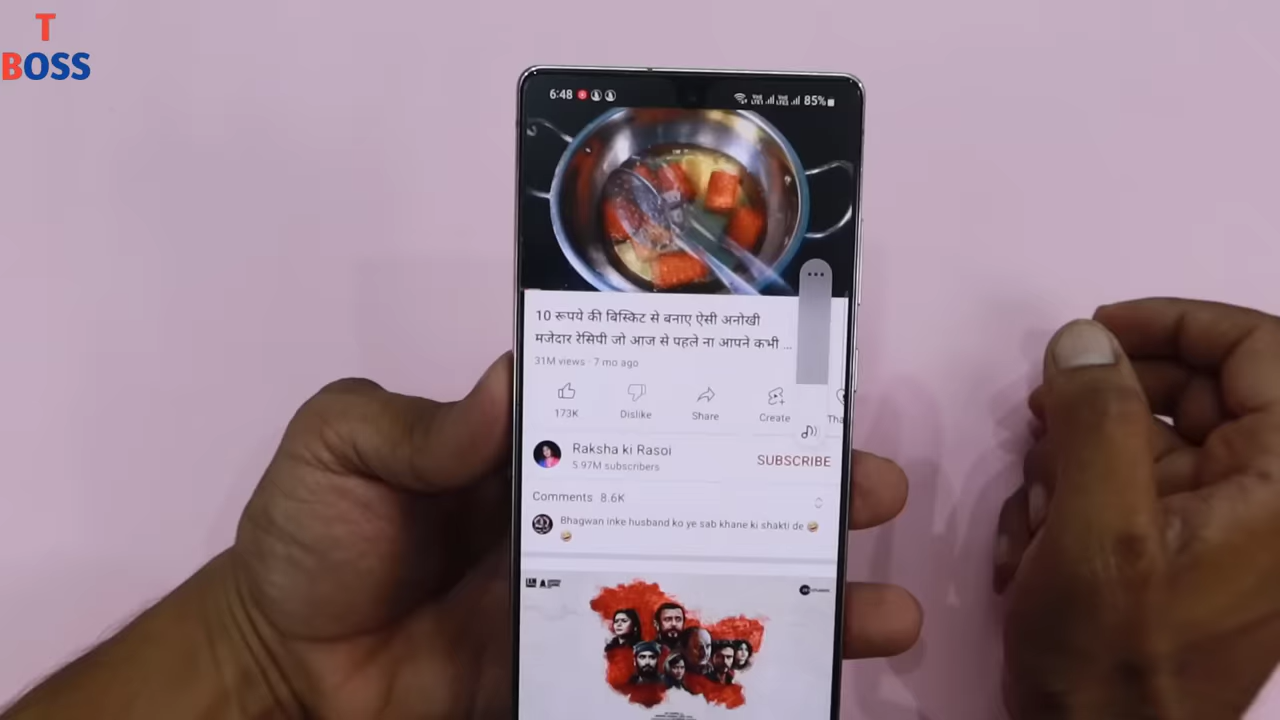 T
BOSS
6:48
85%
10 रूपये की बिस्किट से बनाए ऐसी अनोखी
मजेदार रेसिपी जो आज से पहले ना आपने कभी ...
31M views · 7 mo ago
173K
Dislike
Share
Create
Tha
Raksha ki Rasoi
5.97M subscribers
SUBSCRIBE
Comments 8.6K
Bhagwan inke husband ko ye sab khane ki shakti de 🤣
🤣